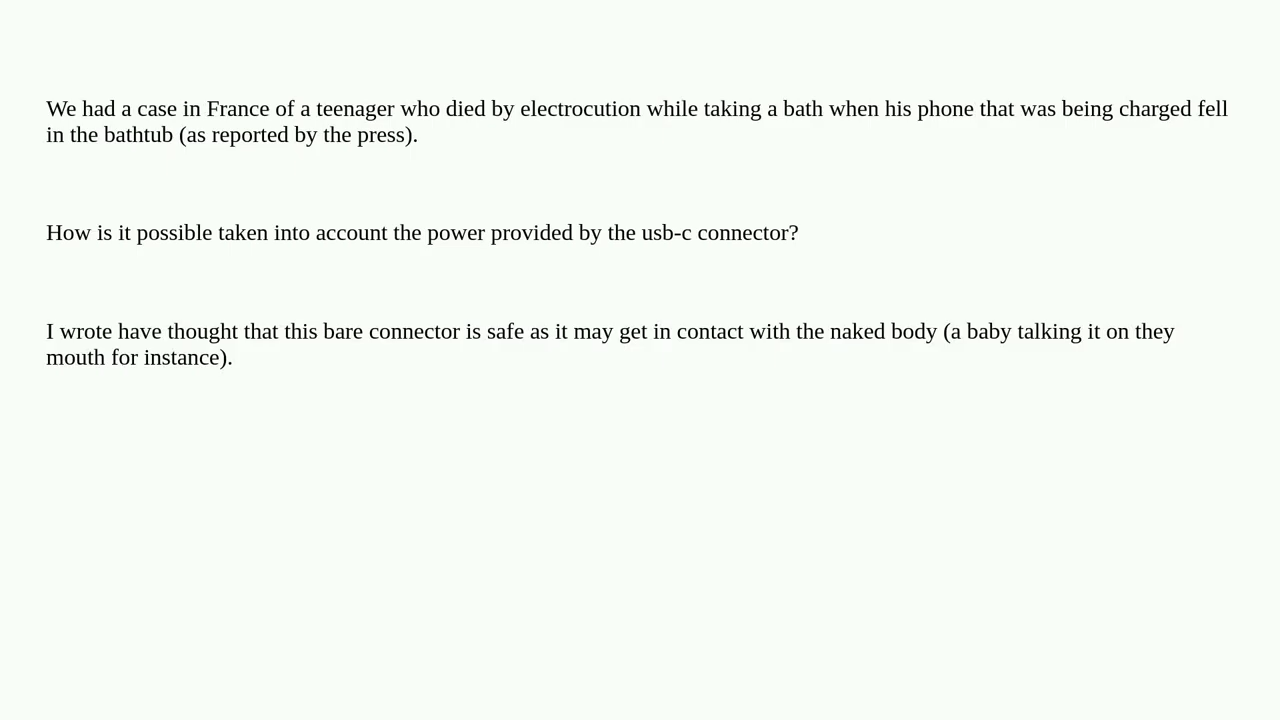 We had a case in France of a teenager who died by electrocution while taking a bath when his phone that was being charged fell
in the bathtub (as reported by the press).
How is it possible taken into account the power provided by the usb-c connector?
I wrote have thought that this bare connector is safe as it may get in contact with the naked body (a baby talking it on they
mouth for instance).